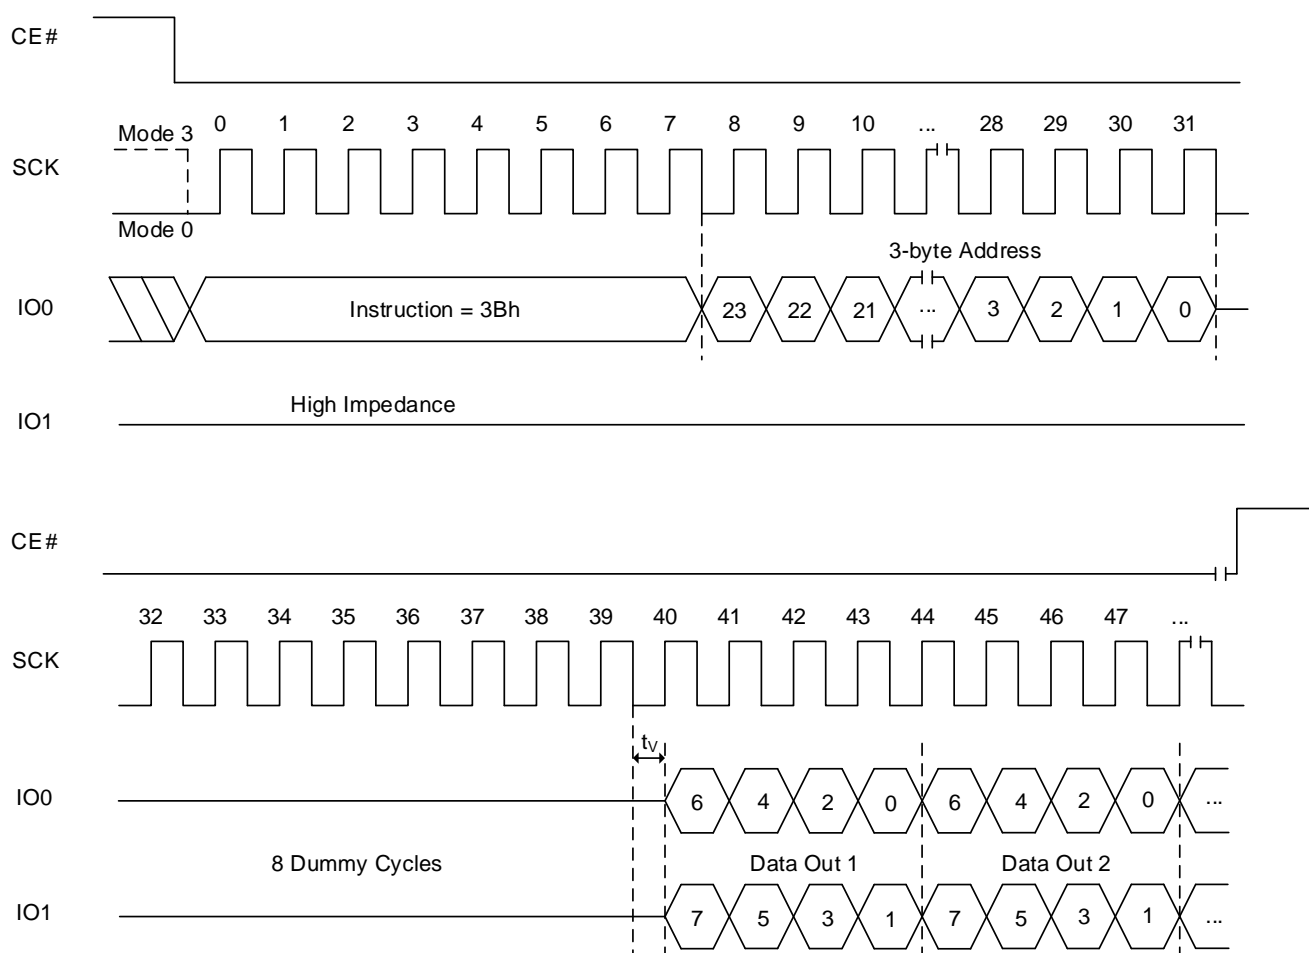 CE#
Mode 3 0 1 2 3 4 5 6 7 8 9 10 ... 28 29 30 31
SCK
Mode 0
3-byte Address
IO0 Instruction = 3Bh 23 22 21 ... 3 2 1 0
High Impedance
IO1
CE#
32 33 34 35 36 37 38 39 40 41 42 43 44 45 46 47 ...
SCK
tV
IO0 6 4 2 0 6 4 2 0 ...
8 Dummy Cycles Data Out 1 Data Out 2
IO1 7 5 3 1 7 5 3 1 ...